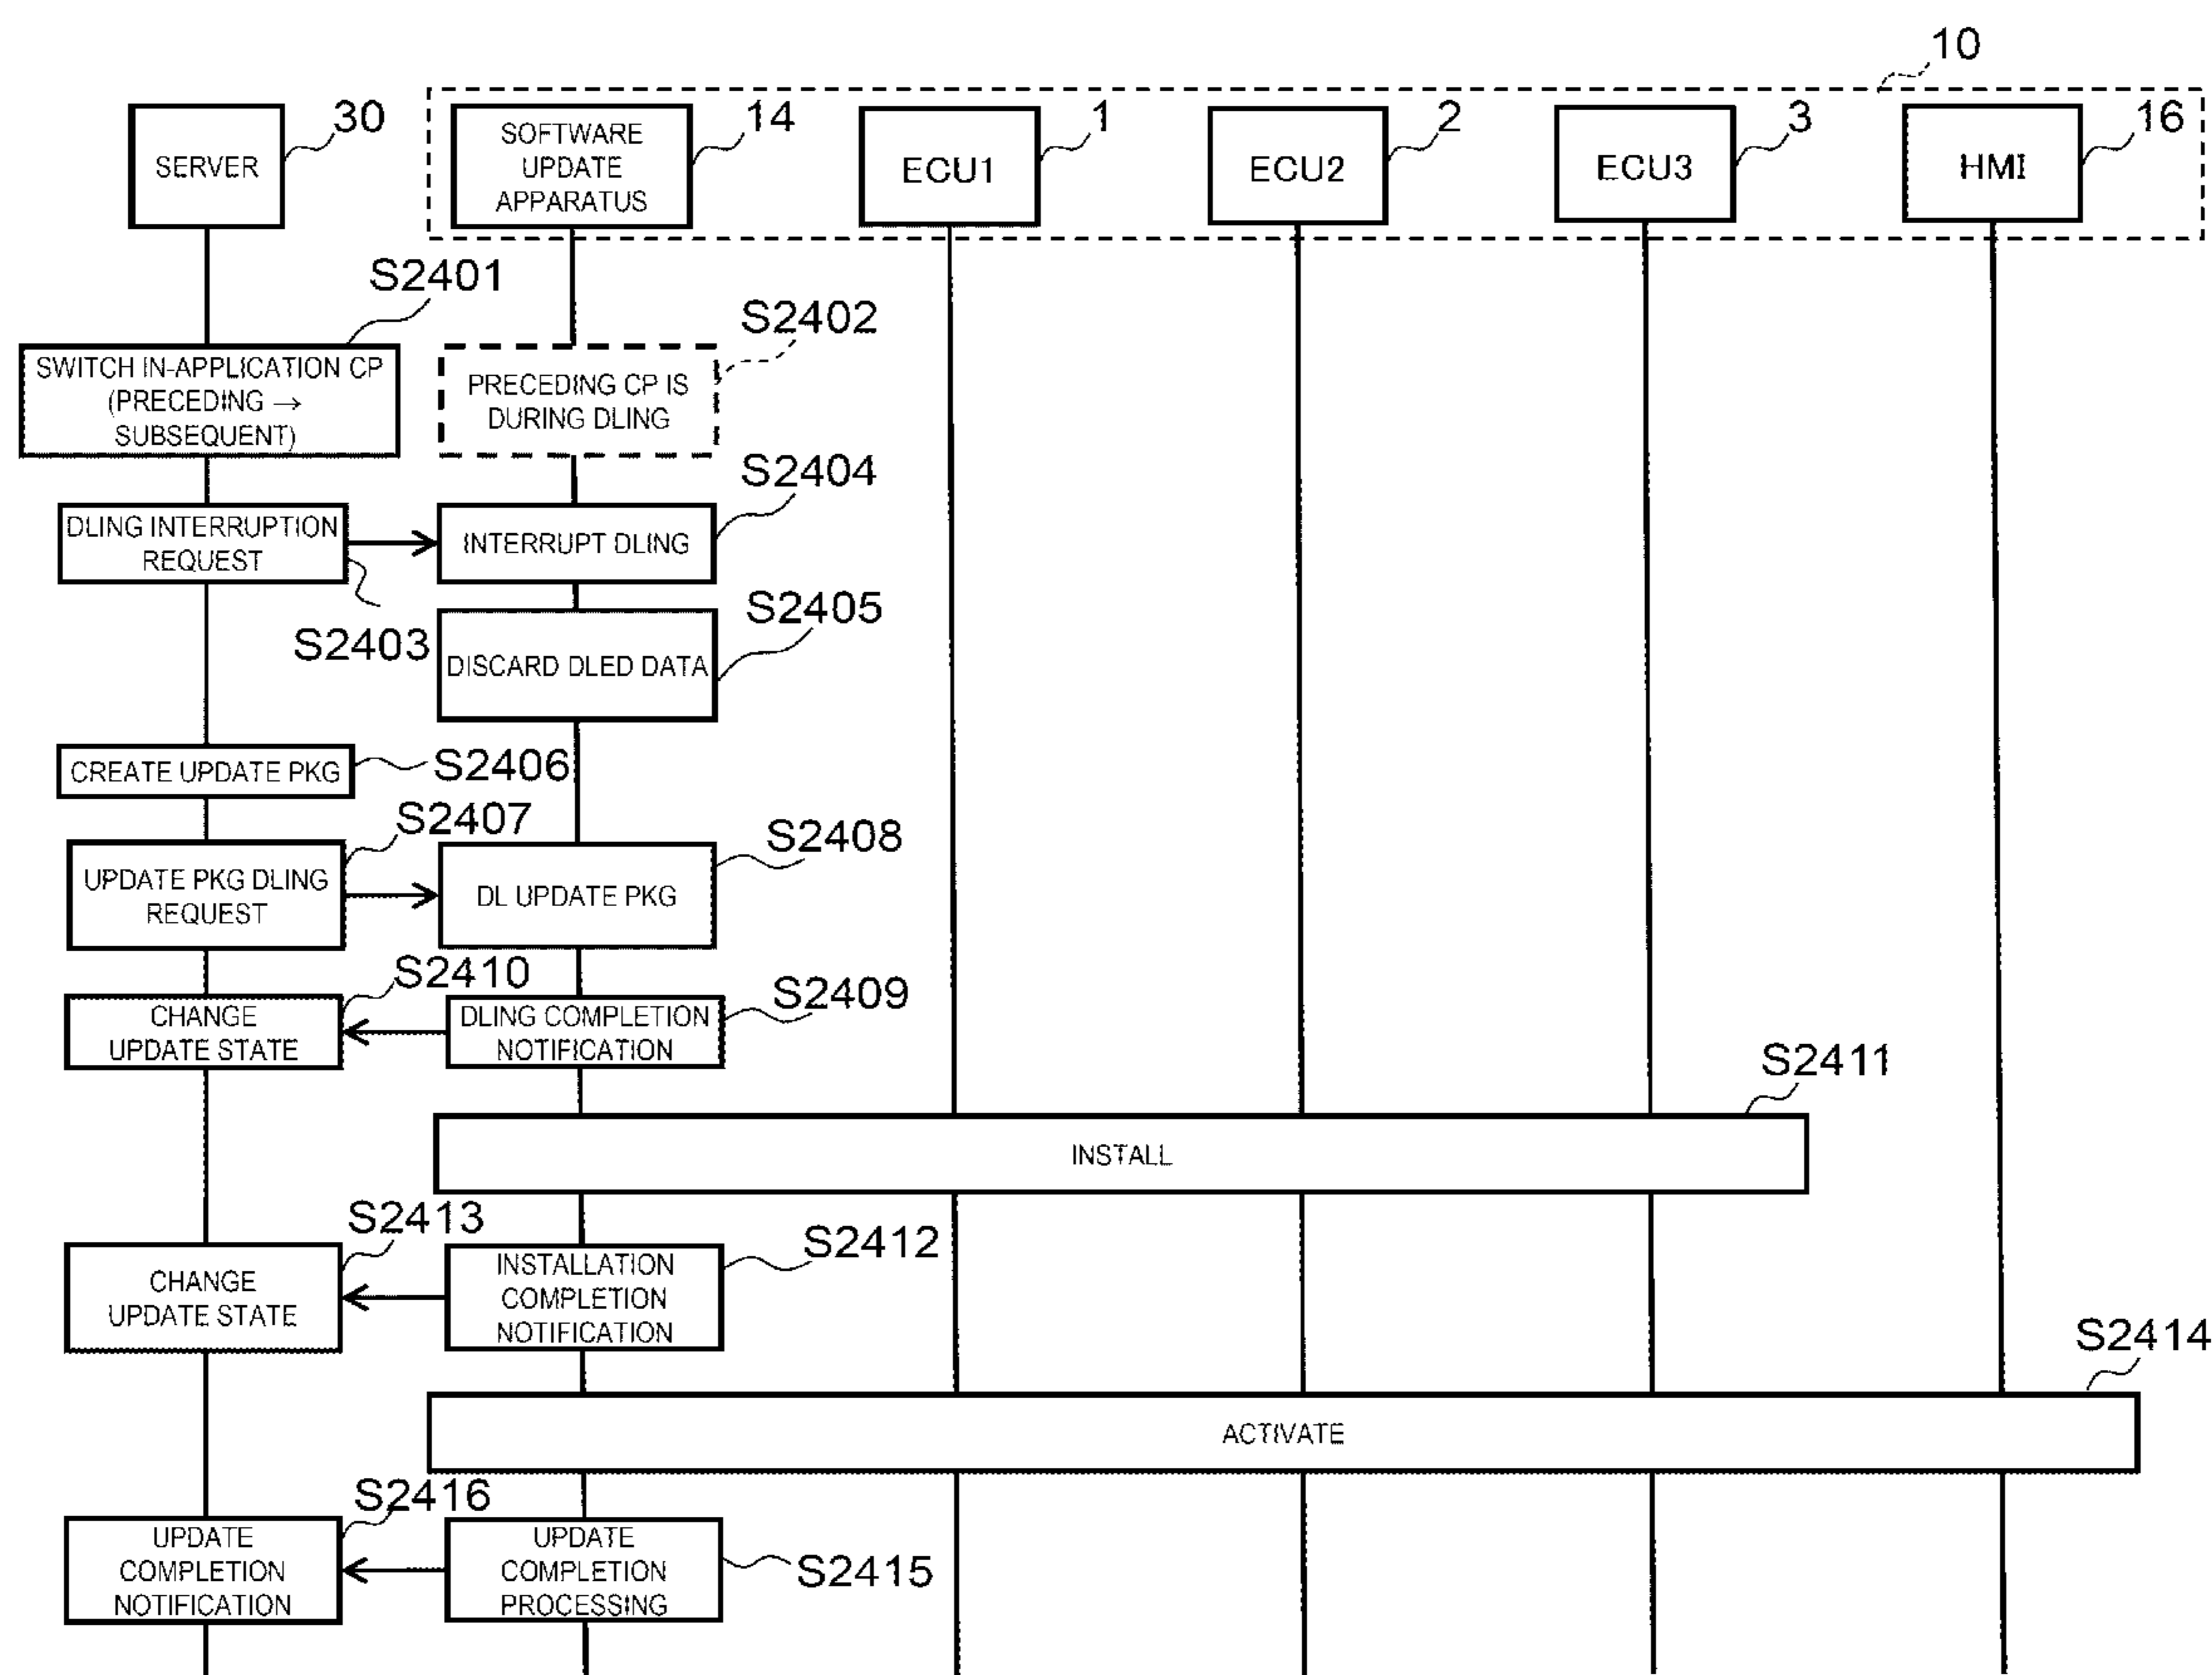 10
SERVER
30
SOFTWARE
UPDATE
APPARATUS
14
ECU1
1
ECU2
2
ECU3
3
HMI
16
S2401
SWITCH IN-APPLICATION CP
(PRECEDING →
SUBSEQUENT)
S2402
PRECEDING CP IS
DURING DLING
DLING INTERRUPTION
REQUEST
S2403
S2404
INTERRUPT DLING
S2405
DISCARD DLED DATA
CREATE UPDATE PKG
S2406
S2407
UPDATE PKG DLING
REQUEST
S2408
DL UPDATE PKG
S2410
CHANGE
UPDATE STATE
S2409
DLING COMPLETION
NOTIFICATION
S2411
INSTALL
S2413
CHANGE
UPDATE STATE
S2412
INSTALLATION
COMPLETION
NOTIFICATION
S2414
ACTIVATE
S2416
UPDATE
COMPLETION
NOTIFICATION
UPDATE
COMPLETION
PROCESSING
S2415